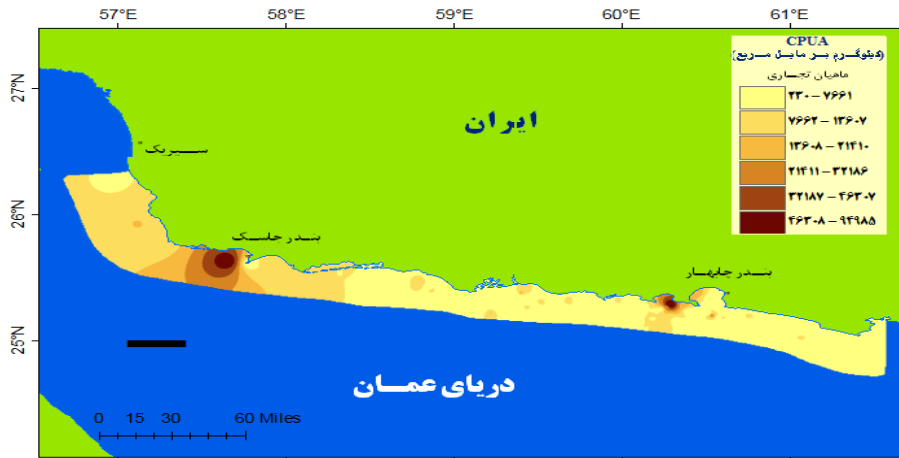 57°E 58°E 59°E 60°E 61°E
CPUA
(کیلوگرم بر مایل مربع)
ماهیان تجاری
۲۳۰ – ۷۶۶۱
۷۶۶۲ – ۱۳۶۰۷
۱۳۶۰۸ – ۲۱۴۱۰
۲۱۴۱۱ – ۳۲۱۸۶
۳۲۱۸۷ – ۴۶۳۰۷
۴۶۳۰۸ – ۹۴۹۸۵
27°N
ایران
سیریک
26°N
بندر جاسک
بندر چابهار
25°N
دریای عمان
0 15 30 60 Miles